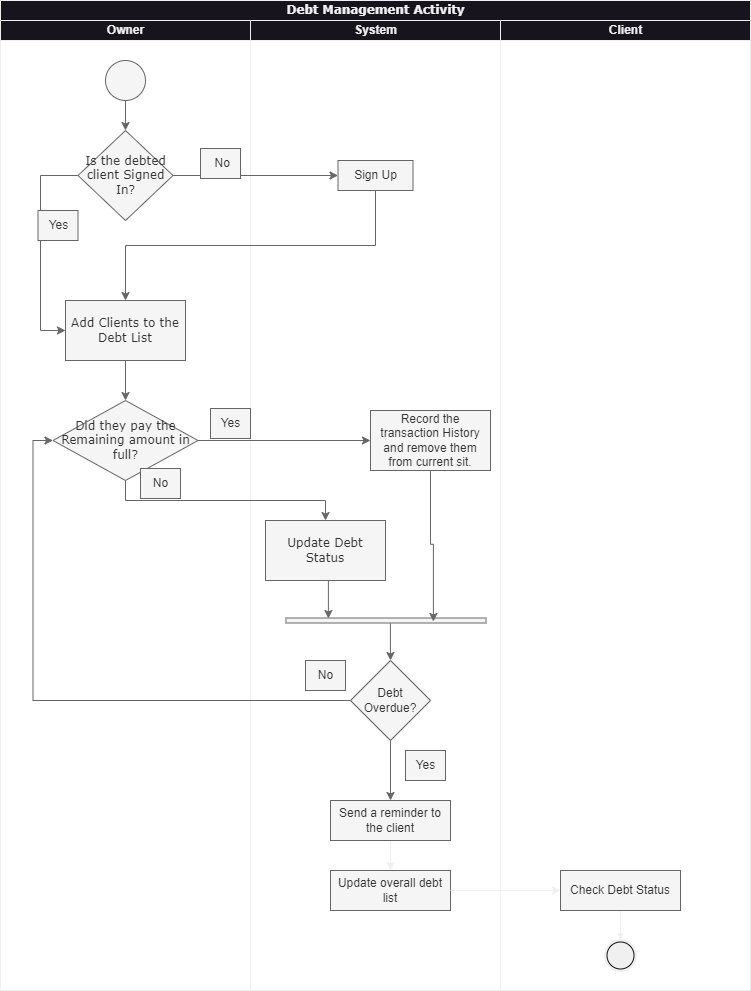 Debt Management Activity
Owner
System
Client
Is the debted
client Signed
In?
No
Sign Up
Yes
Add Clients to the
Debt List
Did they pay the
Remaining amount in
full?
Yes
Record the
transaction History
and remove them
from current sit.
No
Update Debt
Status
No
Debt
Overdue?
Yes
Send a reminder to
the client
Update overall debt
list
Check Debt Status